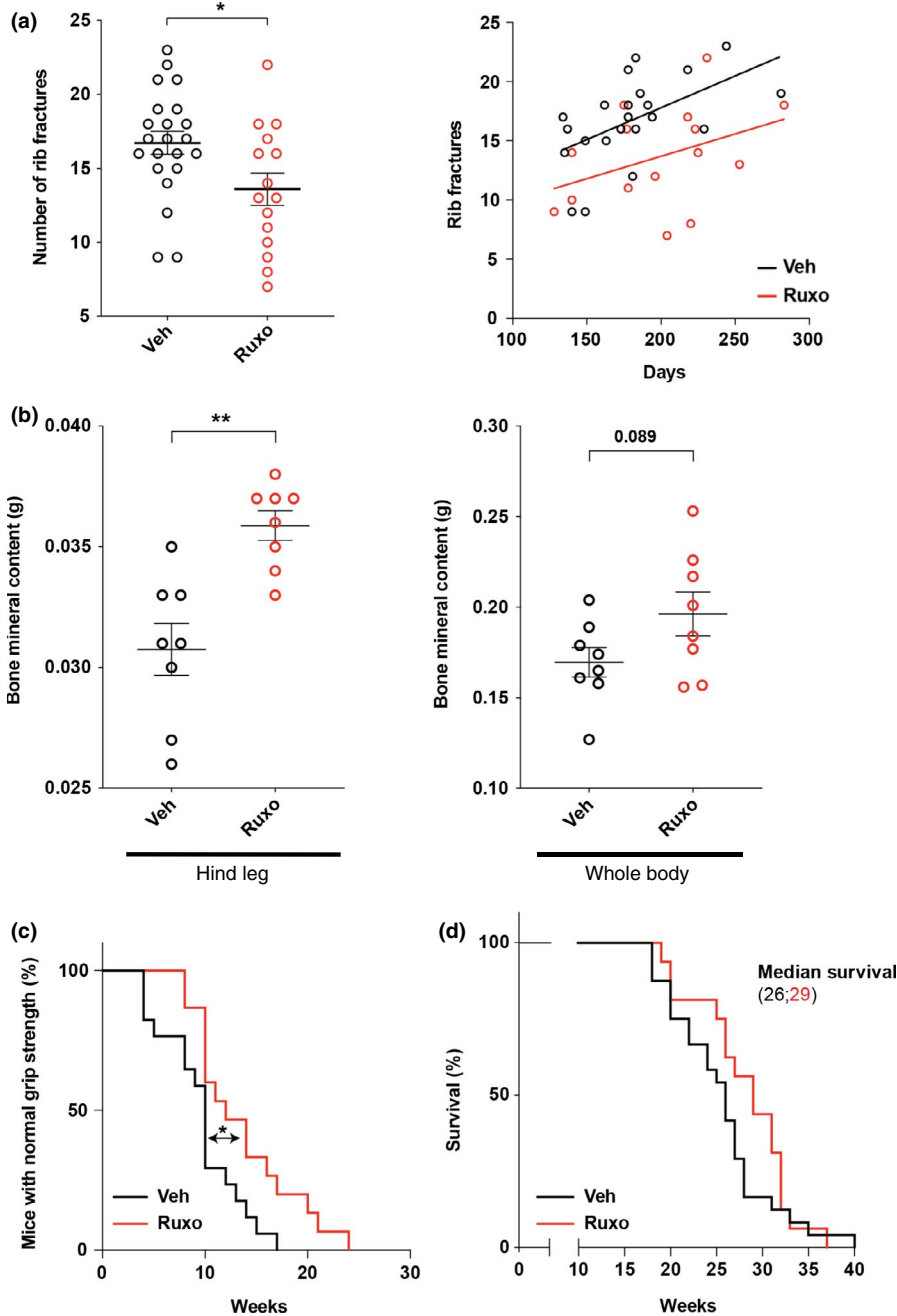 (a)
*
25
20
15
10
5
Number of rib fractures
Veh
Ruxo
25
20
15
10
5
0
Rib fractures
100
150
200
250
300
Days
Veh
Ruxo
(b)
**
0.040
0.035
0.030
0.025
Bone mineral content (g)
Veh
Ruxo
Hind leg
0.089
0.30
0.25
0.20
0.15
0.10
Bone mineral content (g)
Veh
Ruxo
Whole body
(c)
100
50
0
Mice with normal grip strength (%)
*
Veh
Ruxo
0
10
20
30
Weeks
(d)
100
50
0
Survival (%)
Median survival
(26;29)
Veh
Ruxo
0
10
15
20
25
30
35
40
Weeks